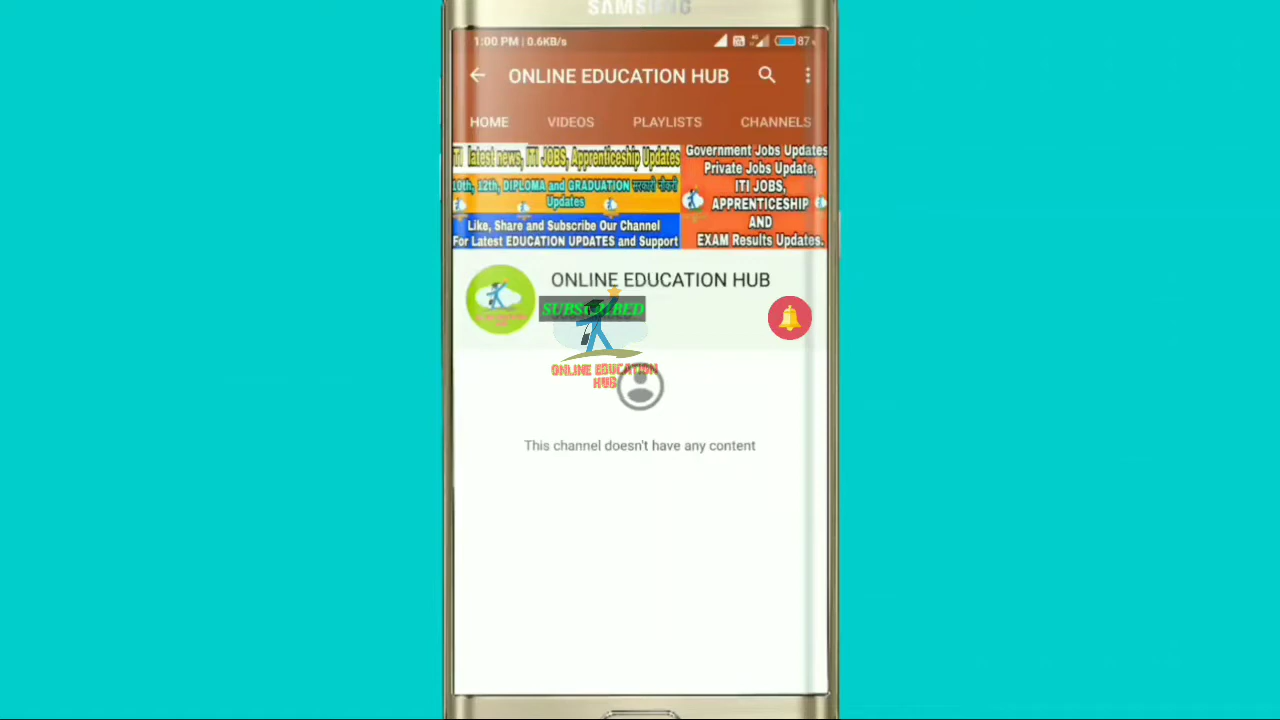 SAMSUNG
1:00 PM | 0.6KB/s
87
ONLINE EDUCATION HUB
HOME VIDEOS PLAYLISTS CHANNELS
ITI latest news, ITI JOBS, Apprenticeship Updates
10th, 12th, DIPLOMA and GRADUATION सरकारी नौकरी
Updates
Like, Share and Subscribe Our Channel
For Latest EDUCATION UPDATES and Support
Government Jobs Updates
Private Jobs Update,
ITI JOBS,
APPRENTICESHIP
AND
EXAM Results Updates.
ONLINE EDUCATION HUB
SUBSCRIBED
ONLINE EDUCATION
HUB
This channel doesn't have any content